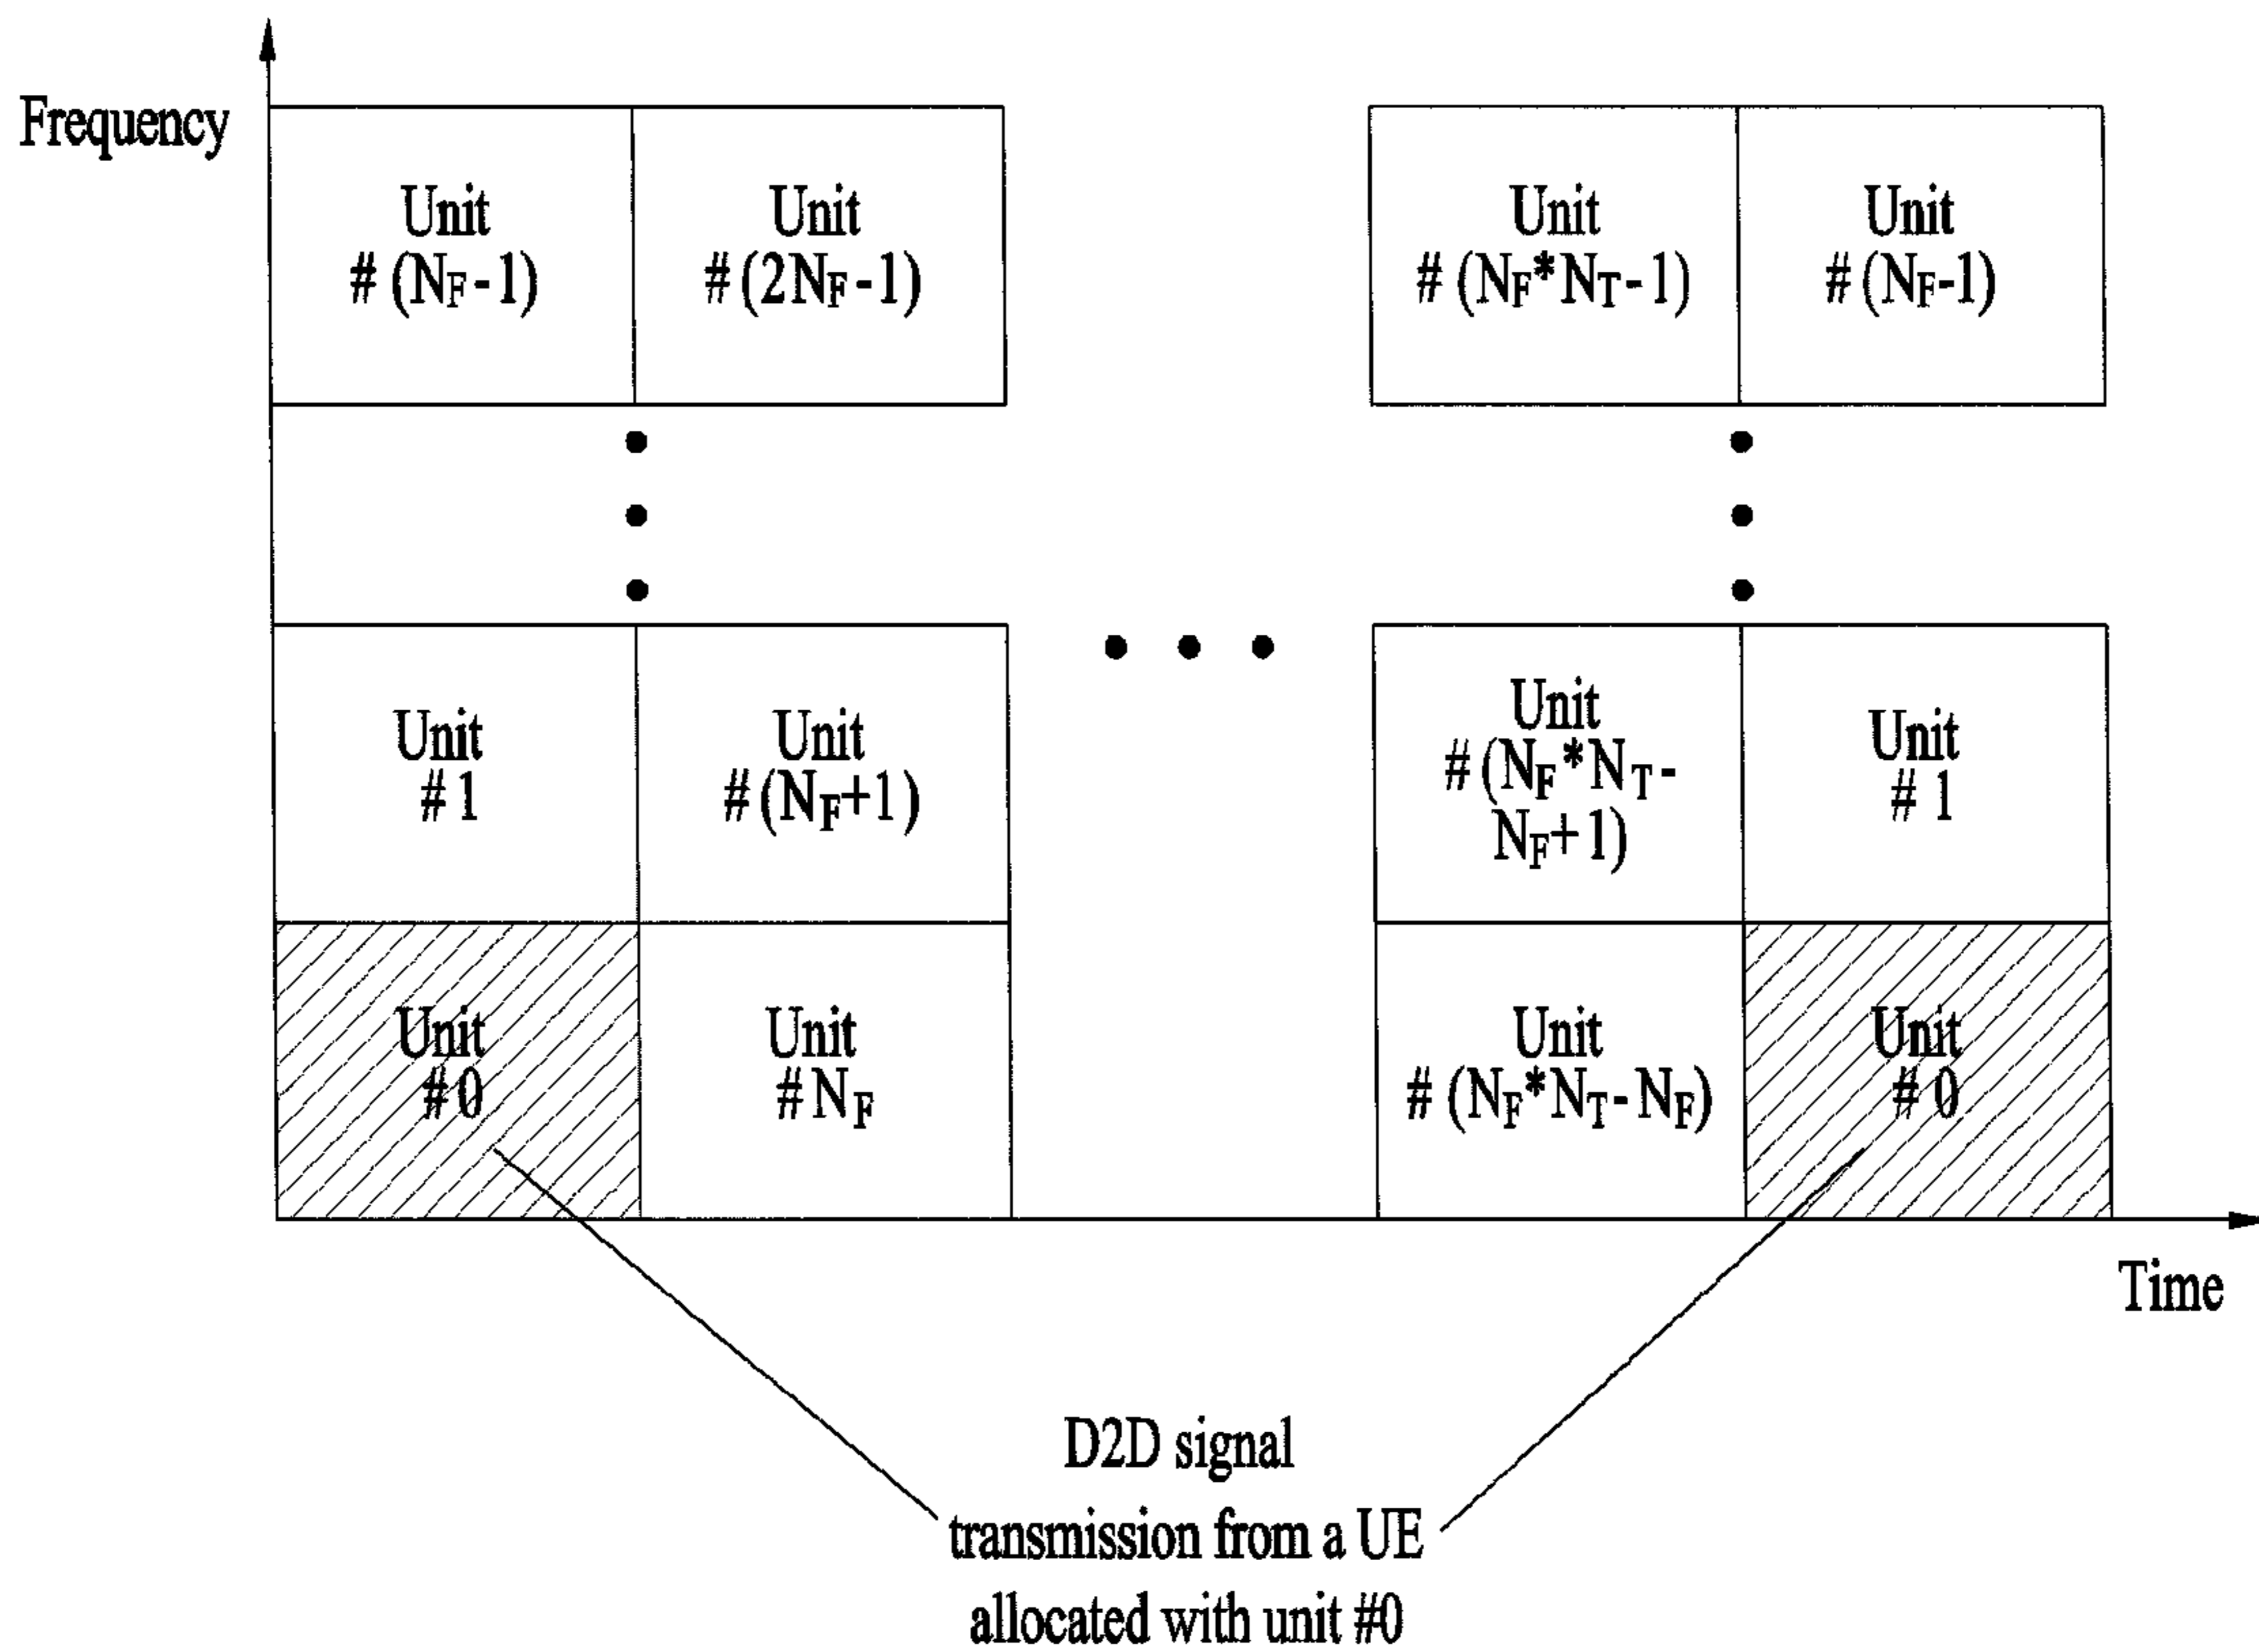 Frequency
Unit
# (NF-1)
Unit
# (2NF-1)
Unit
# (NF*NT-1)
Unit
# (NF-1)
Unit
# 1
Unit
# (NF+1)
Unit
# (NF*NT-
NF+1)
Unit
# 1
Unit
# 0
Unit
# NF
Unit
# (NF*NT-NF)
Unit
# 0
Time
D2D signal
transmission from a UE
allocated with unit #0